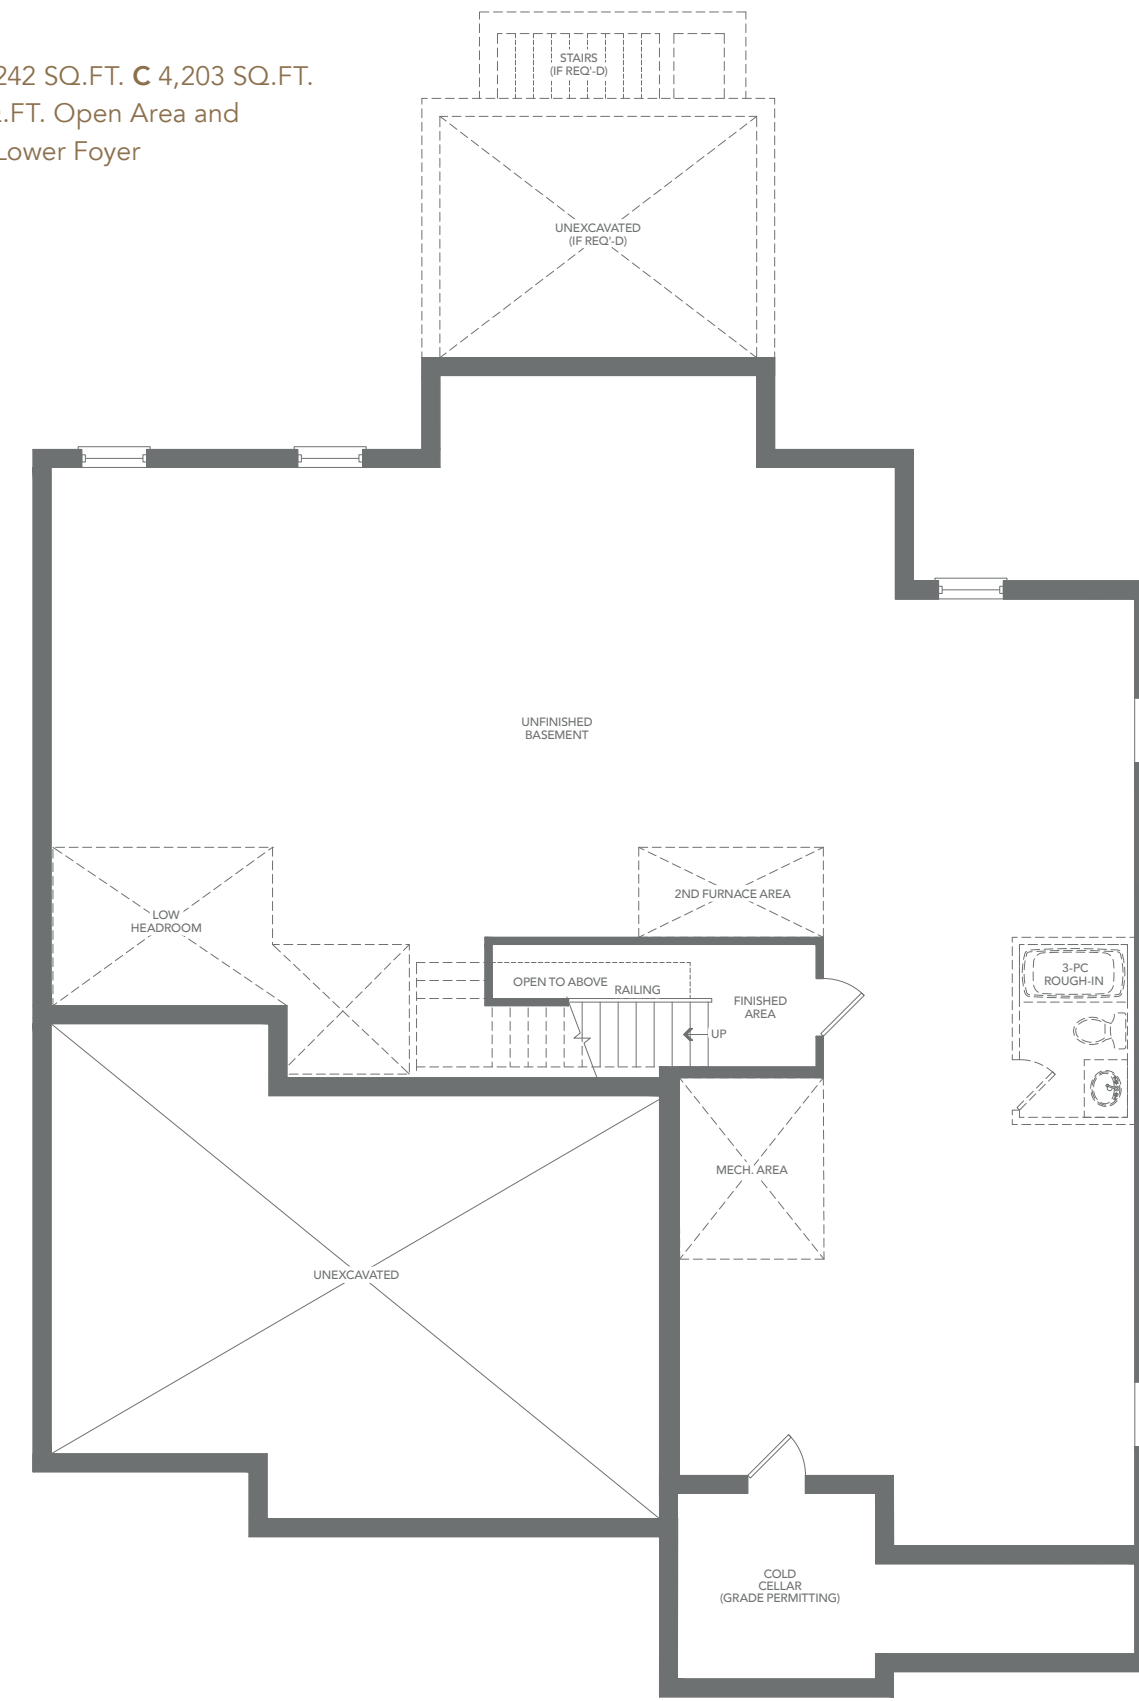 242 SQ.FT. C 4,203 SQ.FT.
.FT. Open Area and
Lower Foyer
STAIRS
(IF REQ'-D)
UNEXCAVATED
(IF REQ'-D)
UNFINISHED
BASEMENT
2ND FURNACE AREA
LOW
HEADROOM
OPEN TO ABOVE
RAILING
FINISHED
AREA
UP
3-PC
ROUGH-IN
MECH. AREA
UNEXCAVATED
COLD
CELLAR
(GRADE PERMITTING)